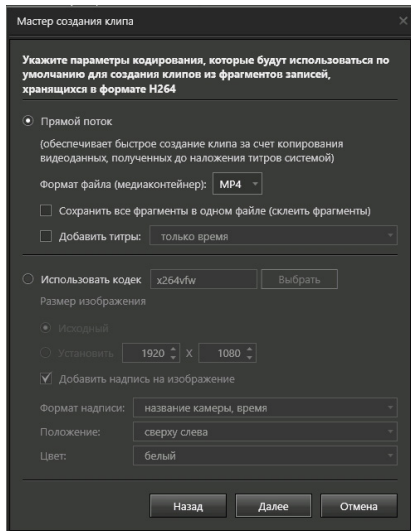 Мастер создания клипа
Укажите параметры кодирования, которые будут использоваться по
умолчанию для создания клипов из фрагментов записей,
хранящихся в формате H264
Прямой поток
(обеспечивает быстрое создание клипа за счет копирования
видеоданных, полученных до наложения титров системой)
Формат файла (медиаконтейнер): MP4
Сохранить все фрагменты в одном файле (склеить фрагменты)
Добавить титры: только время
Использовать кодек x264vfw Выбрать
Размер изображения
Исходный
Установить 1920 X 1080
Добавить надпись на изображение
Формат надписи: название камеры, время
Положение: сверху слева
Цвет: белый
Назад Далее Отмена